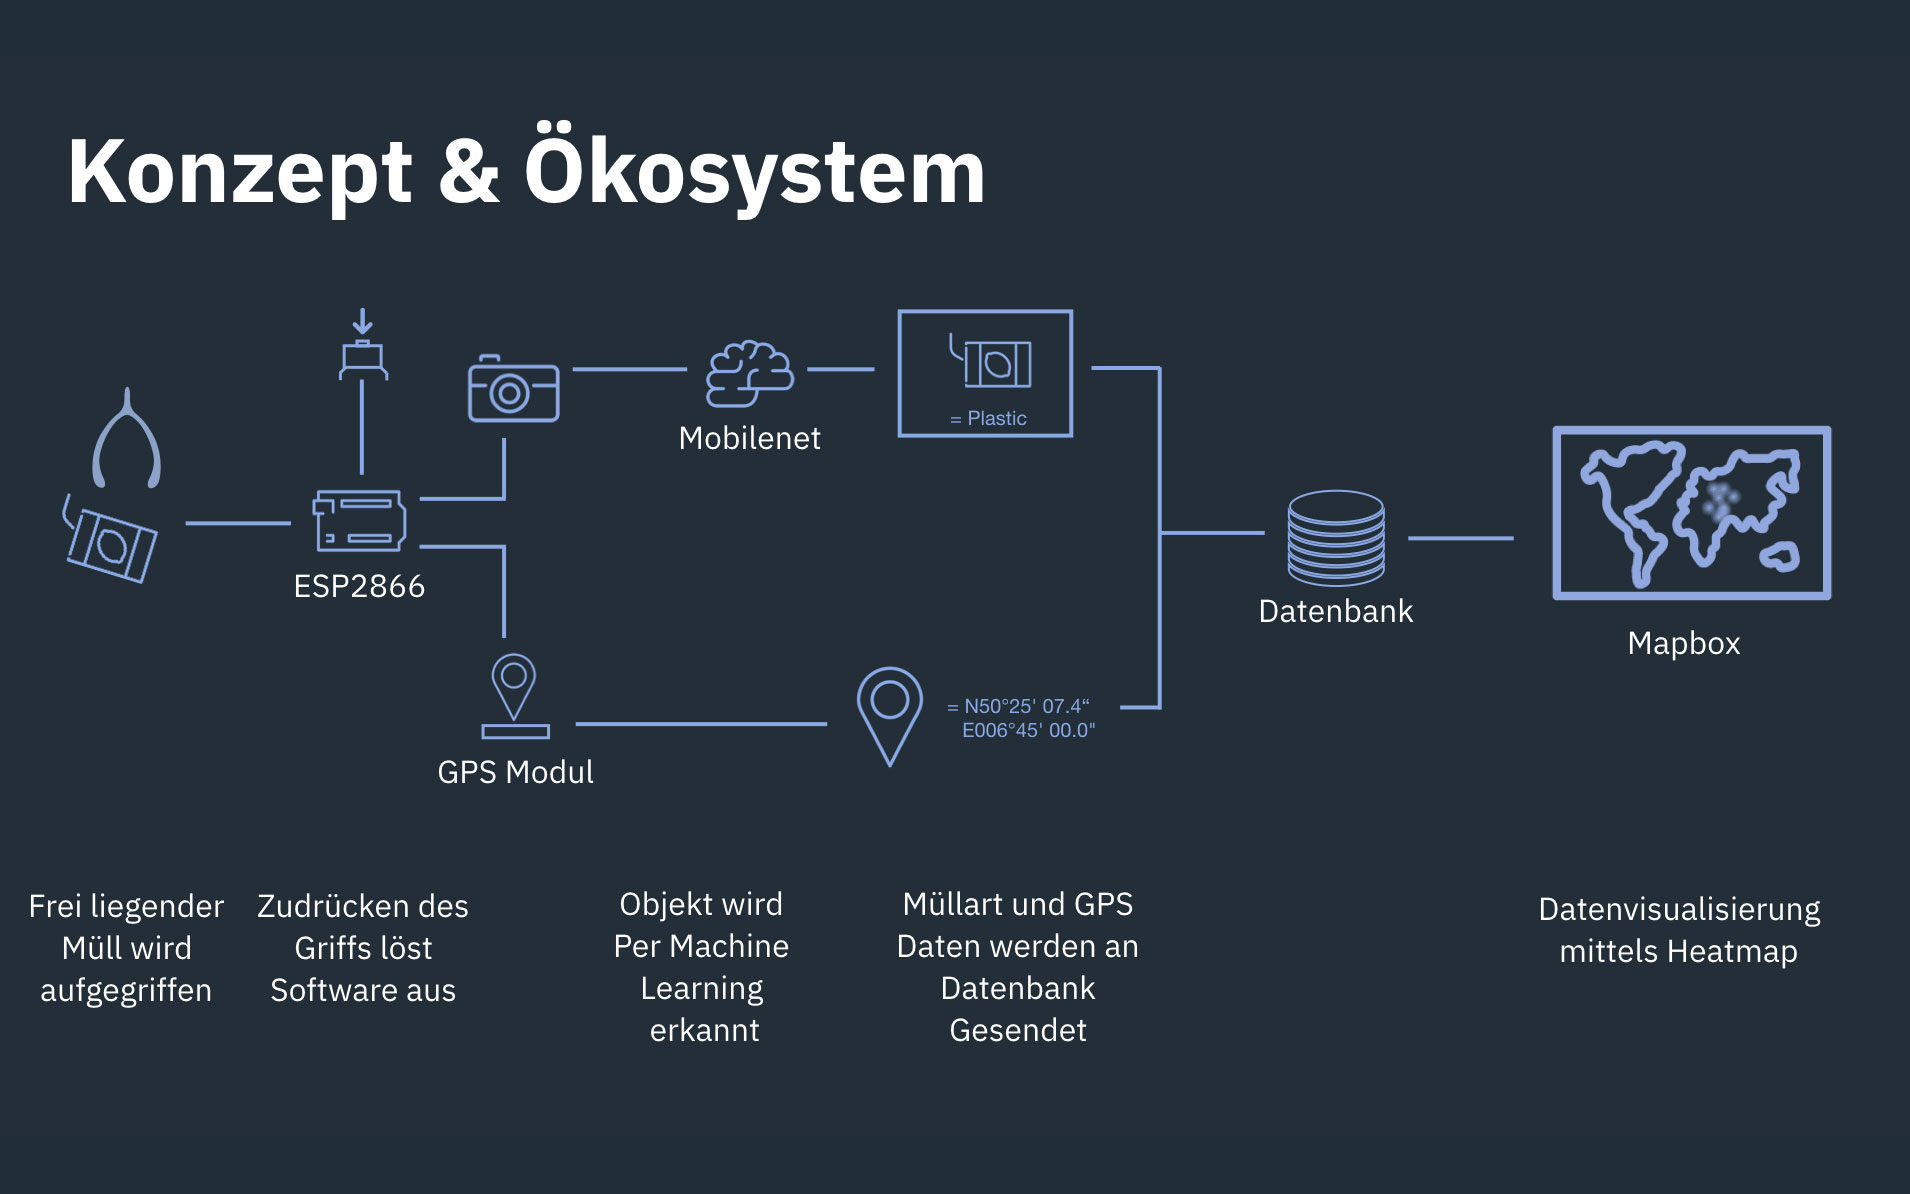 Konzept & Ökosystem
= Plastic
Mobilenet
ESP2866
Datenbank
Mapbox
= N50°25' 07.4“
E006°45' 00.0"
GPS Modul
Frei liegender
Müll wird
aufgegriffen
Zudrücken des
Griffs löst
Software aus
Objekt wird
Per Machine
Learning
erkannt
Müllart und GPS
Daten werden an
Datenbank
Gesendet
Datenvisualisierung
mittels Heatmap